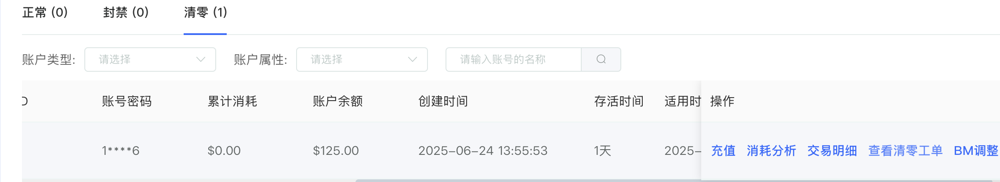 正常 (0) 封禁 (0) 清零 (1)
账户类型: 请选择 账户属性: 请选择 请输入账号的名称
账号密码 累计消耗 账户余额 创建时间 存活时间 适用时 操作
1****6 $0.00 $125.00 2025-06-24 13:55:53 1天 2025- 充值 消耗分析 交易明细 查看清零工单 BM调整